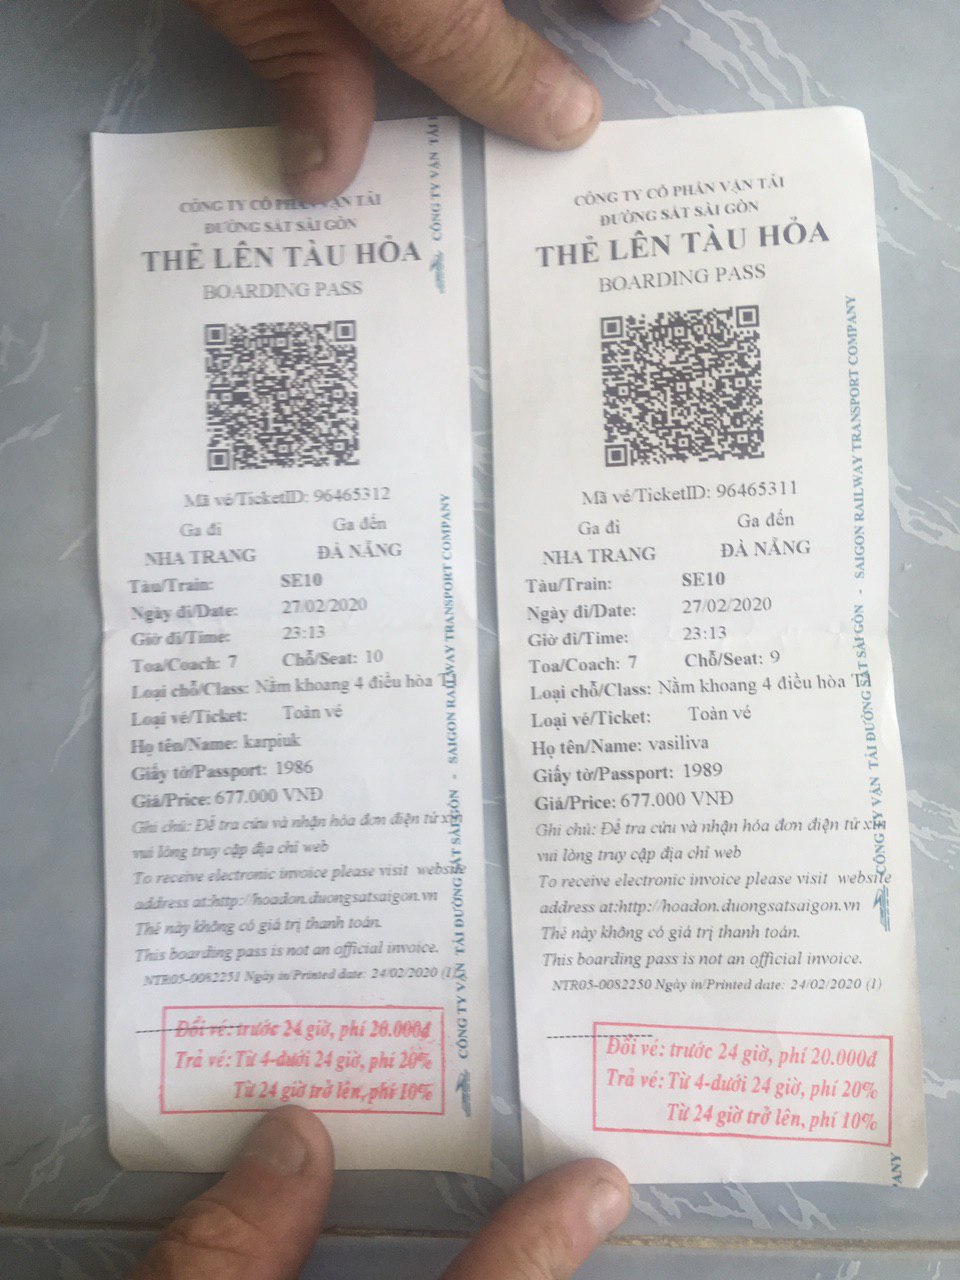 CÔNG TY CỔ PHẦN VẬN TẢI
ĐƯỜNG SẮT SÀI GÒN
THẺ LÊN TÀU HỎA
BOARDING PASS
Mã vé/TicketID: 96465312
Ga đi Ga đến
NHA TRANG ĐÀ NẴNG
Tàu/Train: SE10
Ngày đi/Date: 27/02/2020
Giờ đi/Time: 23:13
Toa/Coach: 7 Chỗ/Seat: 10
Loại chỗ/Class: Nằm khoang 4 điều hòa
Loại vé/Ticket: Toàn vé
Họ tên/Name: karpiuk
Giấy tờ/Passport: 1986
Giá/Price: 677.000 VNĐ
Ghi chú: Để tra cứu và nhận hóa đơn điện tử xin
vui lòng truy cập địa chỉ web
To receive electronic invoice please visit website
address at:http://hoadon.duongsatsaigon.vn
Thẻ này không có giá trị thanh toán.
This boarding pass is not an official invoice.
NTR05-0082251 Ngày in/Printed date: 24/02/2020 (1)
Đổi vé: trước 24 giờ, phí 20.000đ
Trả vé: Từ 4-dưới 24 giờ, phí 20%
Từ 24 giờ trở lên, phí 10%
CÔNG TY VẬN TẢI
CÔNG TY VẬN TẢI ĐƯỜNG SẮT SÀI GÒN - SAIGON RAILWAY TRANSPORT COMPANY
CÔNG TY CỔ PHẦN VẬN TẢI
ĐƯỜNG SẮT SÀI GÒN
THẺ LÊN TÀU HỎA
BOARDING PASS
Mã vé/TicketID: 96465311
Ga đi Ga đến
NHA TRANG ĐÀ NẴNG
Tàu/Train: SE10
Ngày đi/Date: 27/02/2020
Giờ đi/Time: 23:13
Toa/Coach: 7 Chỗ/Seat: 9
Loại chỗ/Class: Nằm khoang 4 điều hòa
Loại vé/Ticket: Toàn vé
Họ tên/Name: vasiliva
Giấy tờ/Passport: 1989
Giá/Price: 677.000 VNĐ
Ghi chú: Để tra cứu và nhận hóa đơn điện tử xin
vui lòng truy cập địa chỉ web
To receive electronic invoice please visit website
address at:http://hoadon.duongsatsaigon.vn
Thẻ này không có giá trị thanh toán.
This boarding pass is not an official invoice.
NTR05-0082250 Ngày in/Printed date: 24/02/2020 (1)
Đổi vé: trước 24 giờ, phí 20.000đ
Trả vé: Từ 4-dưới 24 giờ, phí 20%
Từ 24 giờ trở lên, phí 10%
CÔNG TY VẬN TẢI ĐƯỜNG SẮT SÀI GÒN - SAIGON RAILWAY TRANSPORT COMPANY